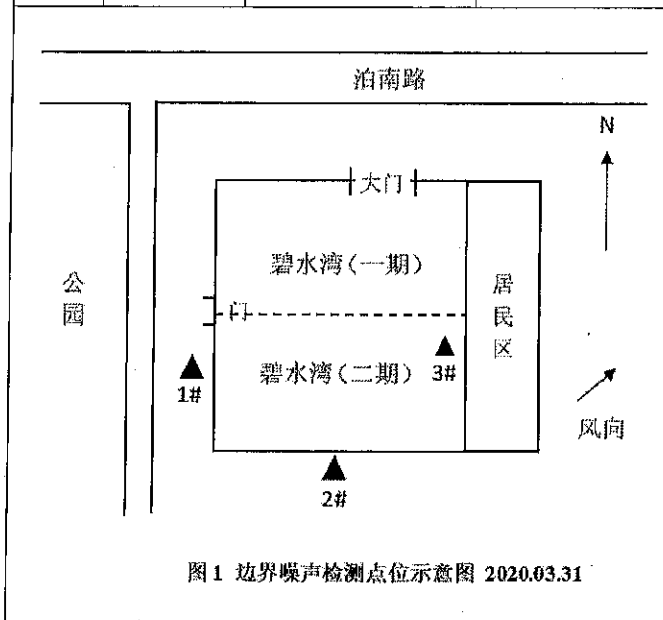 泊南路
N
大门
碧水湾(一期)
公园
居民区
门
碧水湾(二期)
3#
1#
风向
2#
图1 边界噪声检测点位示意图 2020.03.31